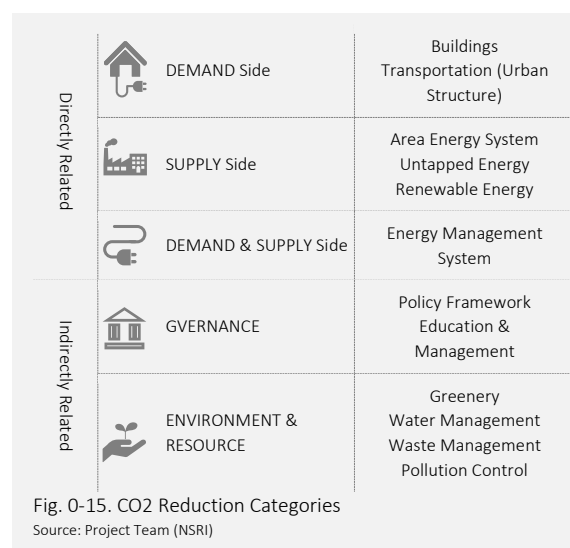 Directly Related
DEMAND Side
Buildings
Transportation (Urban
Structure)
SUPPLY Side
Area Energy System
Untapped Energy
Renewable Energy
DEMAND & SUPPLY Side
Energy Management
System
Indirectly Related
GVERNANCE
Policy Framework
Education &
Management
ENVIRONMENT &
RESOURCE
Greenery
Water Management
Waste Management
Pollution Control
Fig. 0-15. CO2 Reduction Categories
Source: Project Team (NSRI)